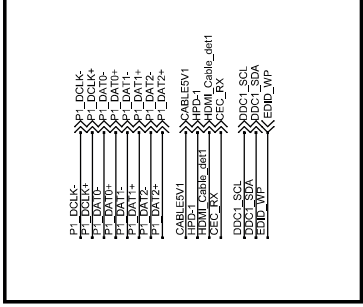 P1_DCLK-
P1_DCLK+
P1_DAT0-
P1_DAT0+
P1_DAT1-
P1_DAT1+
P1_DAT2-
P1_DAT2+
CABLE5V1
HPD-1
HDMI_Cable_det1
CEC_RX
DDC1_SCL
DDC1_SDA
EDID_WP
P1_DCLK-
P1_DCLK+
P1_DAT0-
P1_DAT0+
P1_DAT1-
P1_DAT1+
P1_DAT2-
P1_DAT2+
CABLE5V1
HPD-1
HDMI_Cable_det1
CEC_RX
DDC1_SCL
DDC1_SDA
EDID_WP